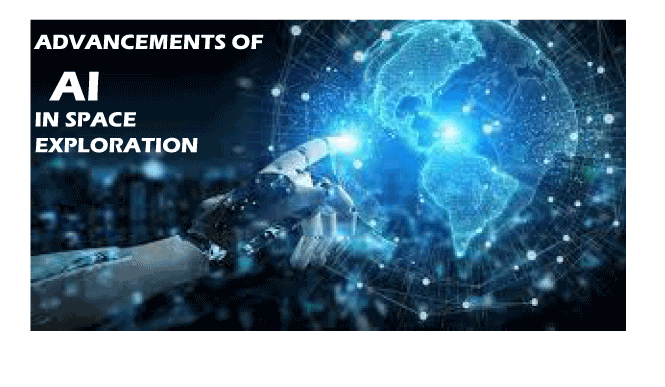 ADVANCEMENTS OF
AI
IN SPACE
EXPLORATION